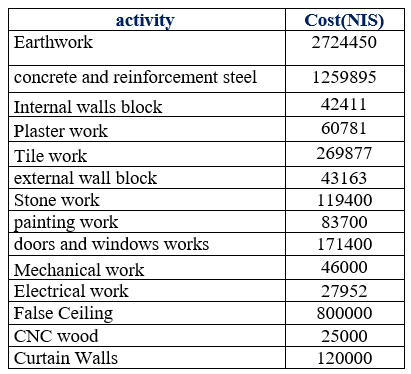 activity Cost(NIS)
Earthwork 2724450
concrete and reinforcement steel 1259895
Internal walls block 42411
Plaster work 60781
Tile work 269877
external wall block 43163
Stone work 119400
painting work 83700
doors and windows works 171400
Mechanical work 46000
Electrical work 27952
False Ceiling 800000
CNC wood 25000
Curtain Walls 120000